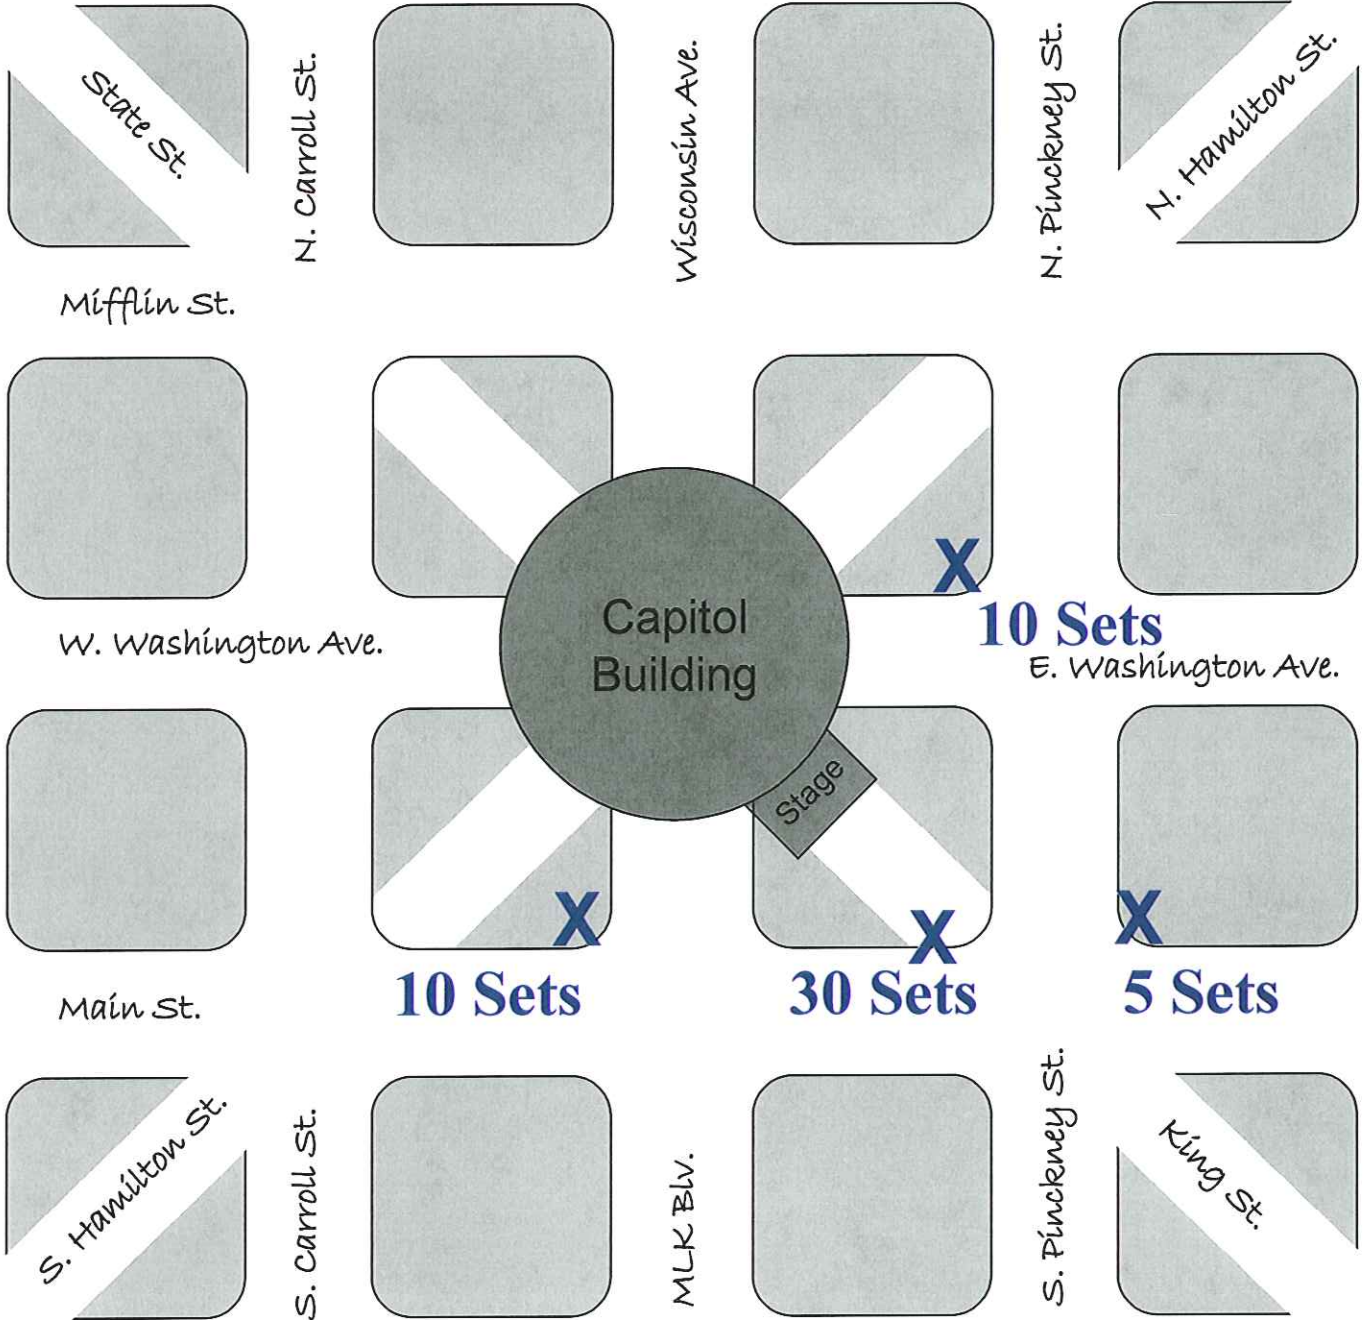 State St.
N. Carroll St.
Wisconsin Ave.
N. Pinckney St.
N. Hamilton St.
Mifflin St.
X
10 Sets
Capitol
Building
W. Washington Ave.
E. Washington Ave.
Stage
X
X
X
10 Sets
30 Sets
5 Sets
Main St.
S. Hamilton St.
S. Carroll St.
MLK Blv.
S. Pinckney St.
King St.